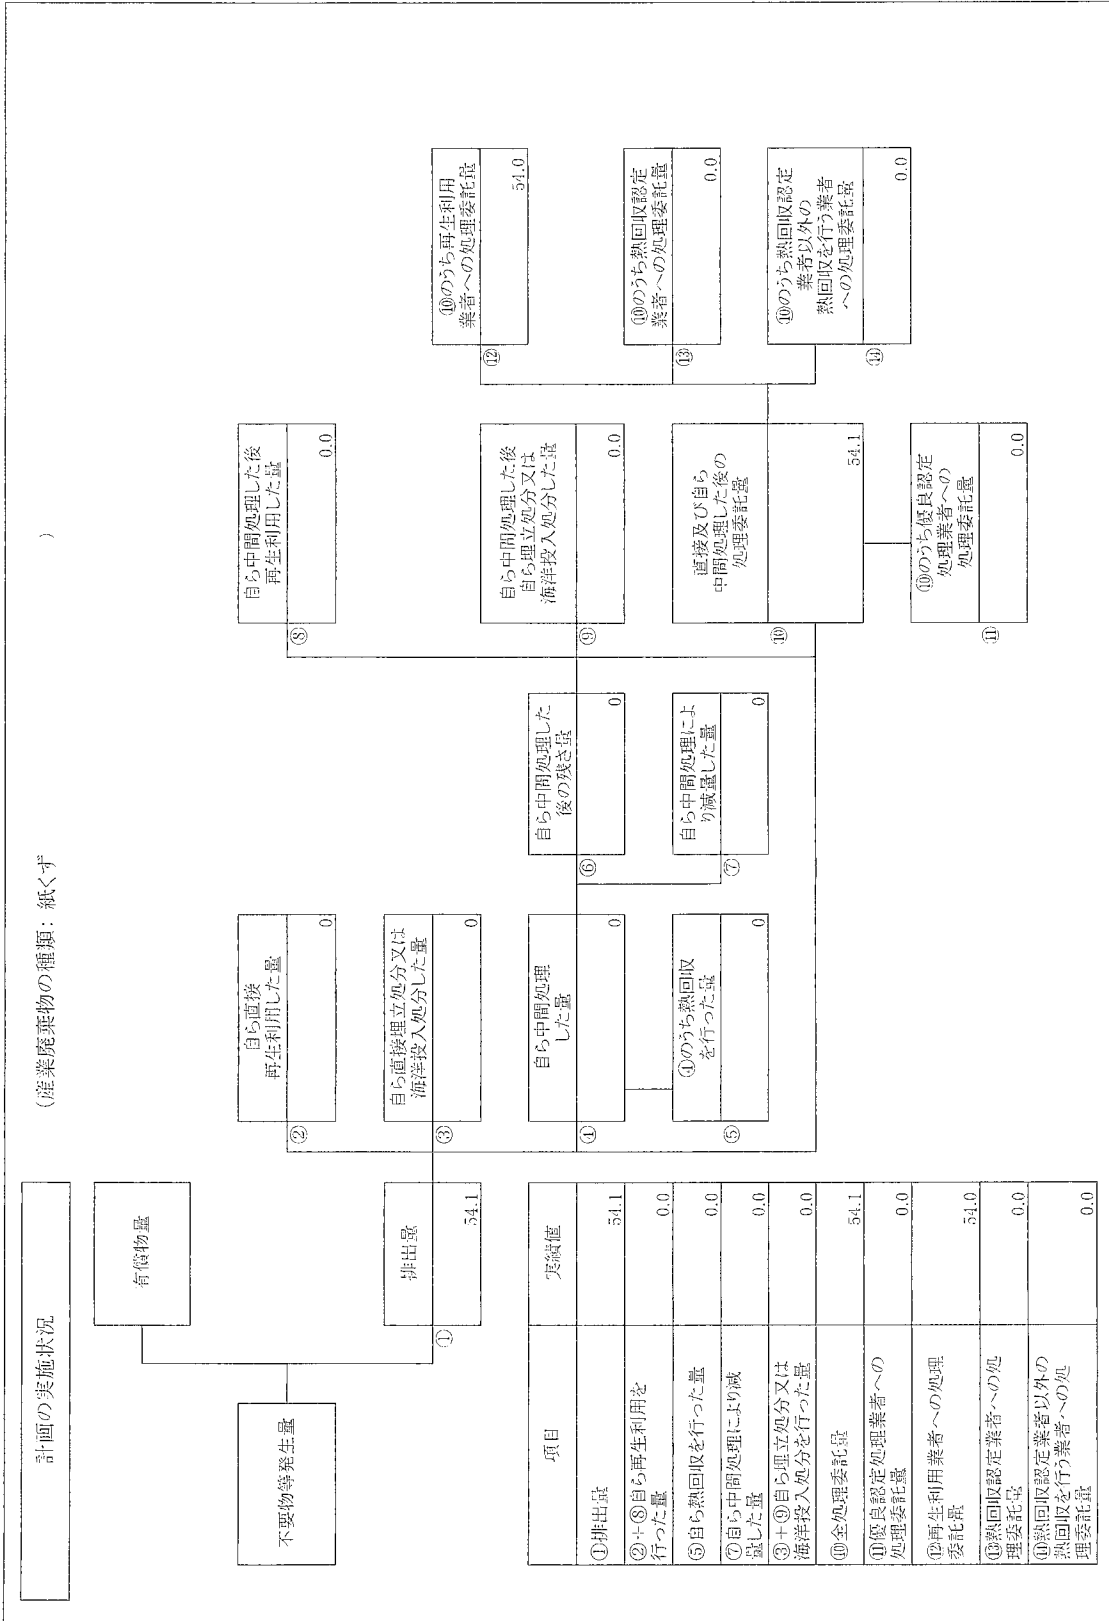 計画の実施状況
(産業廃棄物の種類: 紙くず
)
不要物等発生量
有償物量
①
排出量
54.1
②
自ら直接
再生利用した量
0
③
自ら直接埋立処分又は
海洋投入処分した量
0
④
自ら中間処理
した量
0
⑤
④のうち熱回収
を行った量
0
⑥
自ら中間処理した
後の残さ量
0
⑦
自ら中間処理によ
り減量した量
0
⑧
自ら中間処理した後
再生利用した量
0.0
⑨
自ら中間処理した後
自ら埋立処分又は
海洋投入処分した量
0.0
⑩
直接及び自ら
中間処理した後の
処理委託量
54.1
⑪
⑩のうち優良認定
処理業者への
処理委託量
0.0
⑫
⑩のうち再生利用
業者への処理委託量
54.0
⑬
⑩のうち熱回収認定
業者への処理委託量
0.0
⑭
⑩のうち熱回収認定
業者以外の
熱回収を行う業者
への処理委託量
0.0
項目
実績値
①排出量
54.1
②+⑧自ら再生利用を
行った量
0.0
⑤自ら熱回収を行った量
0.0
⑦自ら中間処理により減
量した量
0.0
③+⑨自ら埋立処分又は
海洋投入処分を行った量
0.0
⑩全処理委託量
54.1
⑪優良認定処理業者への
処理委託量
0.0
⑫再生利用業者への処理
委託量
54.0
⑬熱回収認定業者への処
理委託量
0.0
⑭熱回収認定業者以外の
熱回収を行う業者への処
理委託量
0.0